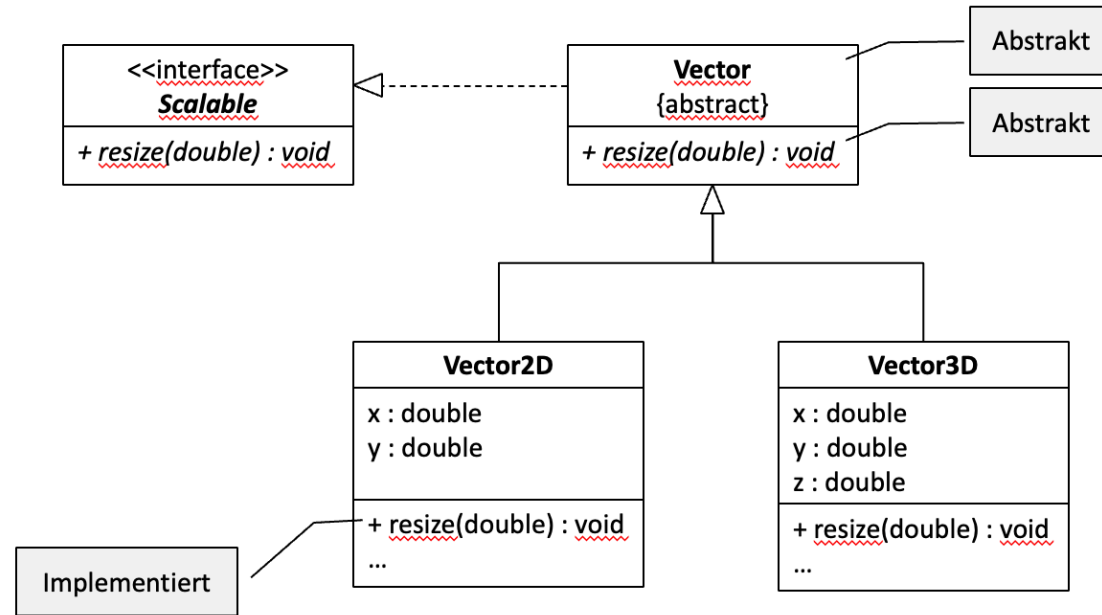 Abstrakt
<<interface>>
Scalable
+ resize(double) : void
Vector
{abstract}
+ resize(double) : void
Abstrakt
Vector2D
x : double
y : double
+ resize(double) : void
...
Vector3D
x : double
y : double
z : double
+ resize(double) : void
...
Implementiert